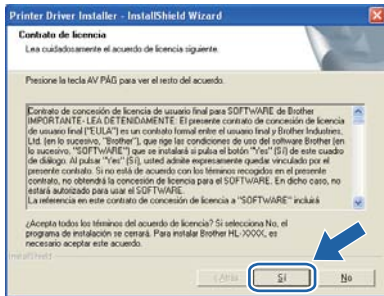 Printer Driver Installer - InstallShield Wizard
Contrato de licencia
Lea cuidadosamente el acuerdo de licencia siguiente.
Presione la tecla AV PÁG para ver el resto del acuerdo.
Contrato de concesión de licencia de usuario final para SOFTWARE de Brother
IMPORTANTE- LEA DETENIDAMENTE: El presente contrato de concesión de licencia
de usuario final ("EULA") es un contrato formal entre el usuario final y Brother Industries,
Ltd. (en lo sucesivo, "Brother"), que rige las condiciones de uso del software Brother (en
lo sucesivo, "SOFTWARE") que se instalará si pulsa el botón "Yes" (Sí) de este cuadro
de diálogo. Al pulsar "Yes" (Sí), usted admite expresamente quedar vinculado por el
presente contrato. Si no está de acuerdo con los términos recogidos en el presente
contrato, no obtendrá la concesión de licencia para el SOFTWARE. En dicho caso, no
estará autorizado para usar el SOFTWARE.
La referencia en este contrato de concesión de licencia a "SOFTWARE" incluirá
¿Acepta todos los términos del acuerdo de licencia? Si selecciona No, el
programa de instalación se cerrará. Para instalar Brother HL-XXXX, es
necesario aceptar este acuerdo.
InstallShield
< Atrás
Sí
No